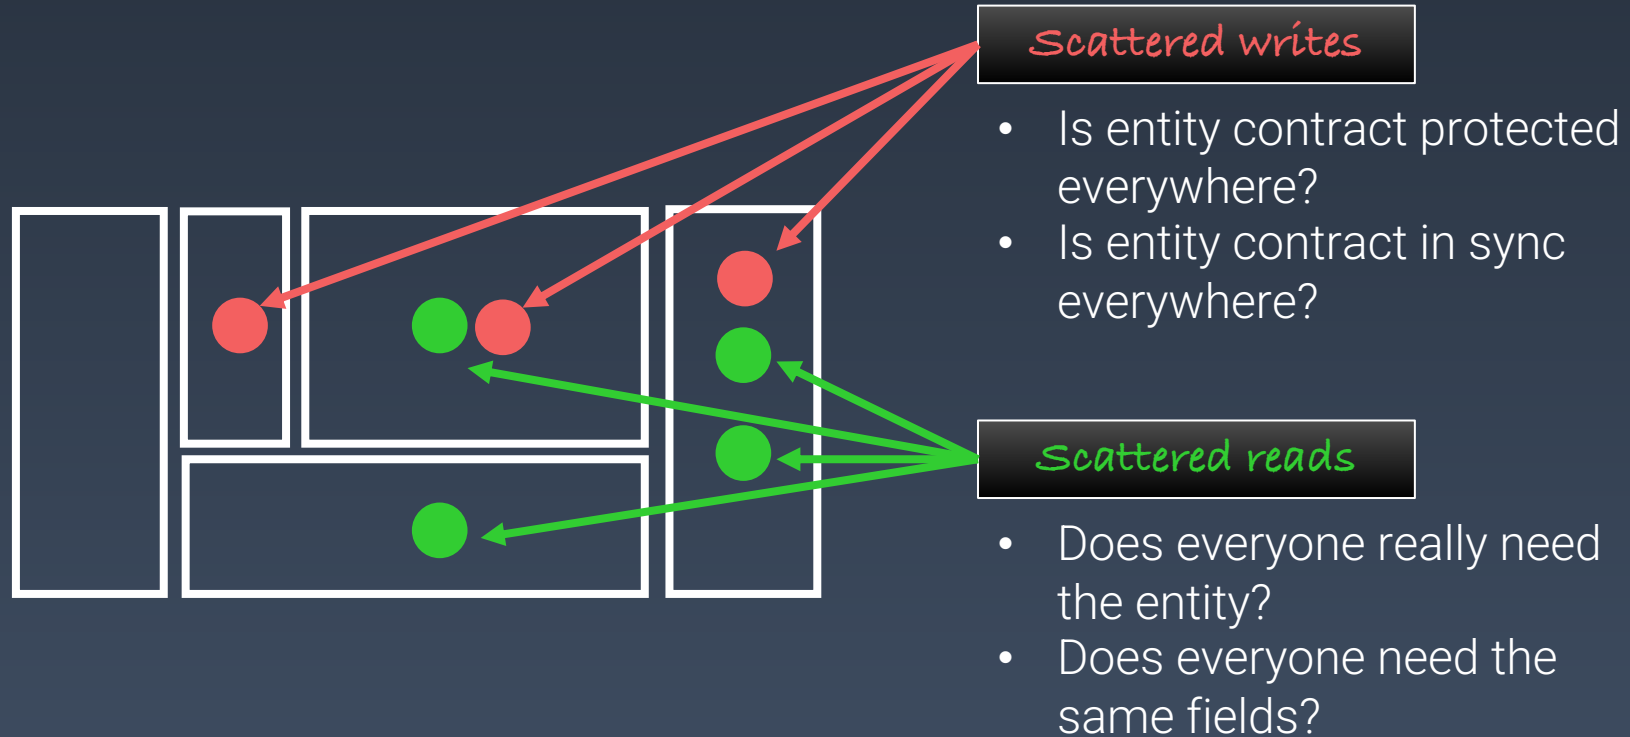 Scattered writes
• Is entity contract protected
everywhere?
• Is entity contract in sync
everywhere?
Scattered reads
• Does everyone really need
the entity?
• Does everyone need the
same fields?